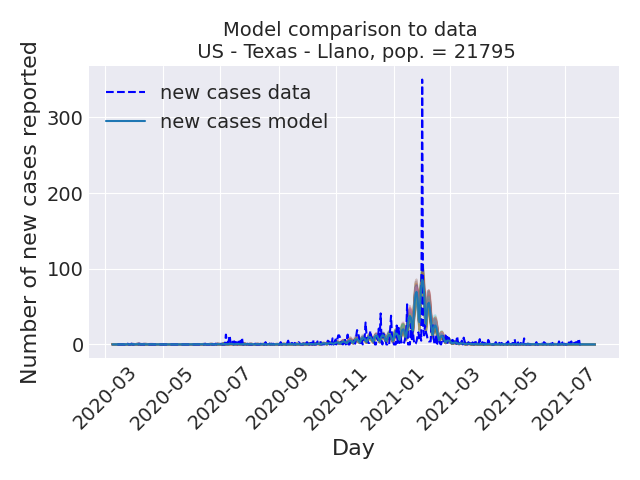 Model comparison to data
US - Texas - Llano, pop. = 21795
Number of new cases reported
300
200
100
0
new cases data
new cases model
2020-03
2020-05
2020-07
2020-09
2020-11
2021-01
2021-03
2021-05
2021-07
Day